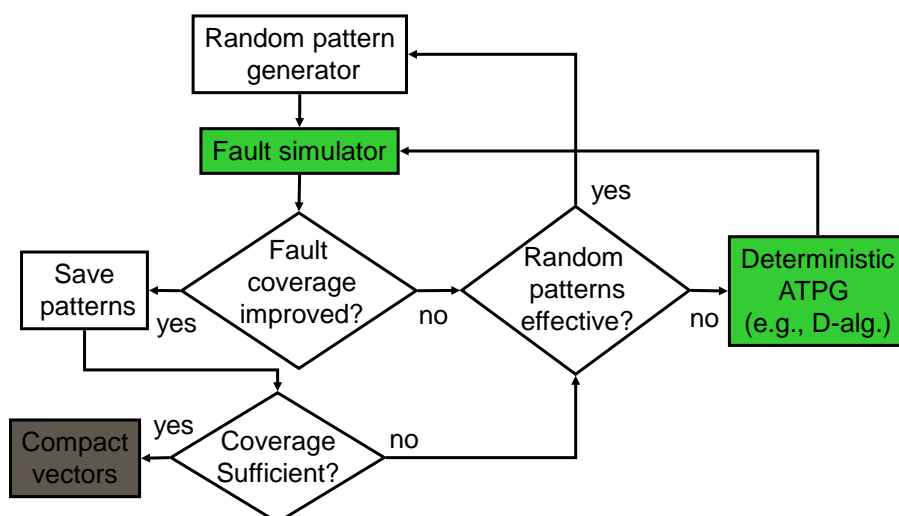 Random pattern
generator
Fault simulator
yes
Fault
coverage
improved?
Random
patterns
effective?
Deterministic
ATPG
(e.g., D-alg.)
Save
patterns
yes
no
no
yes
no
Compact
vectors
Coverage
Sufficient?